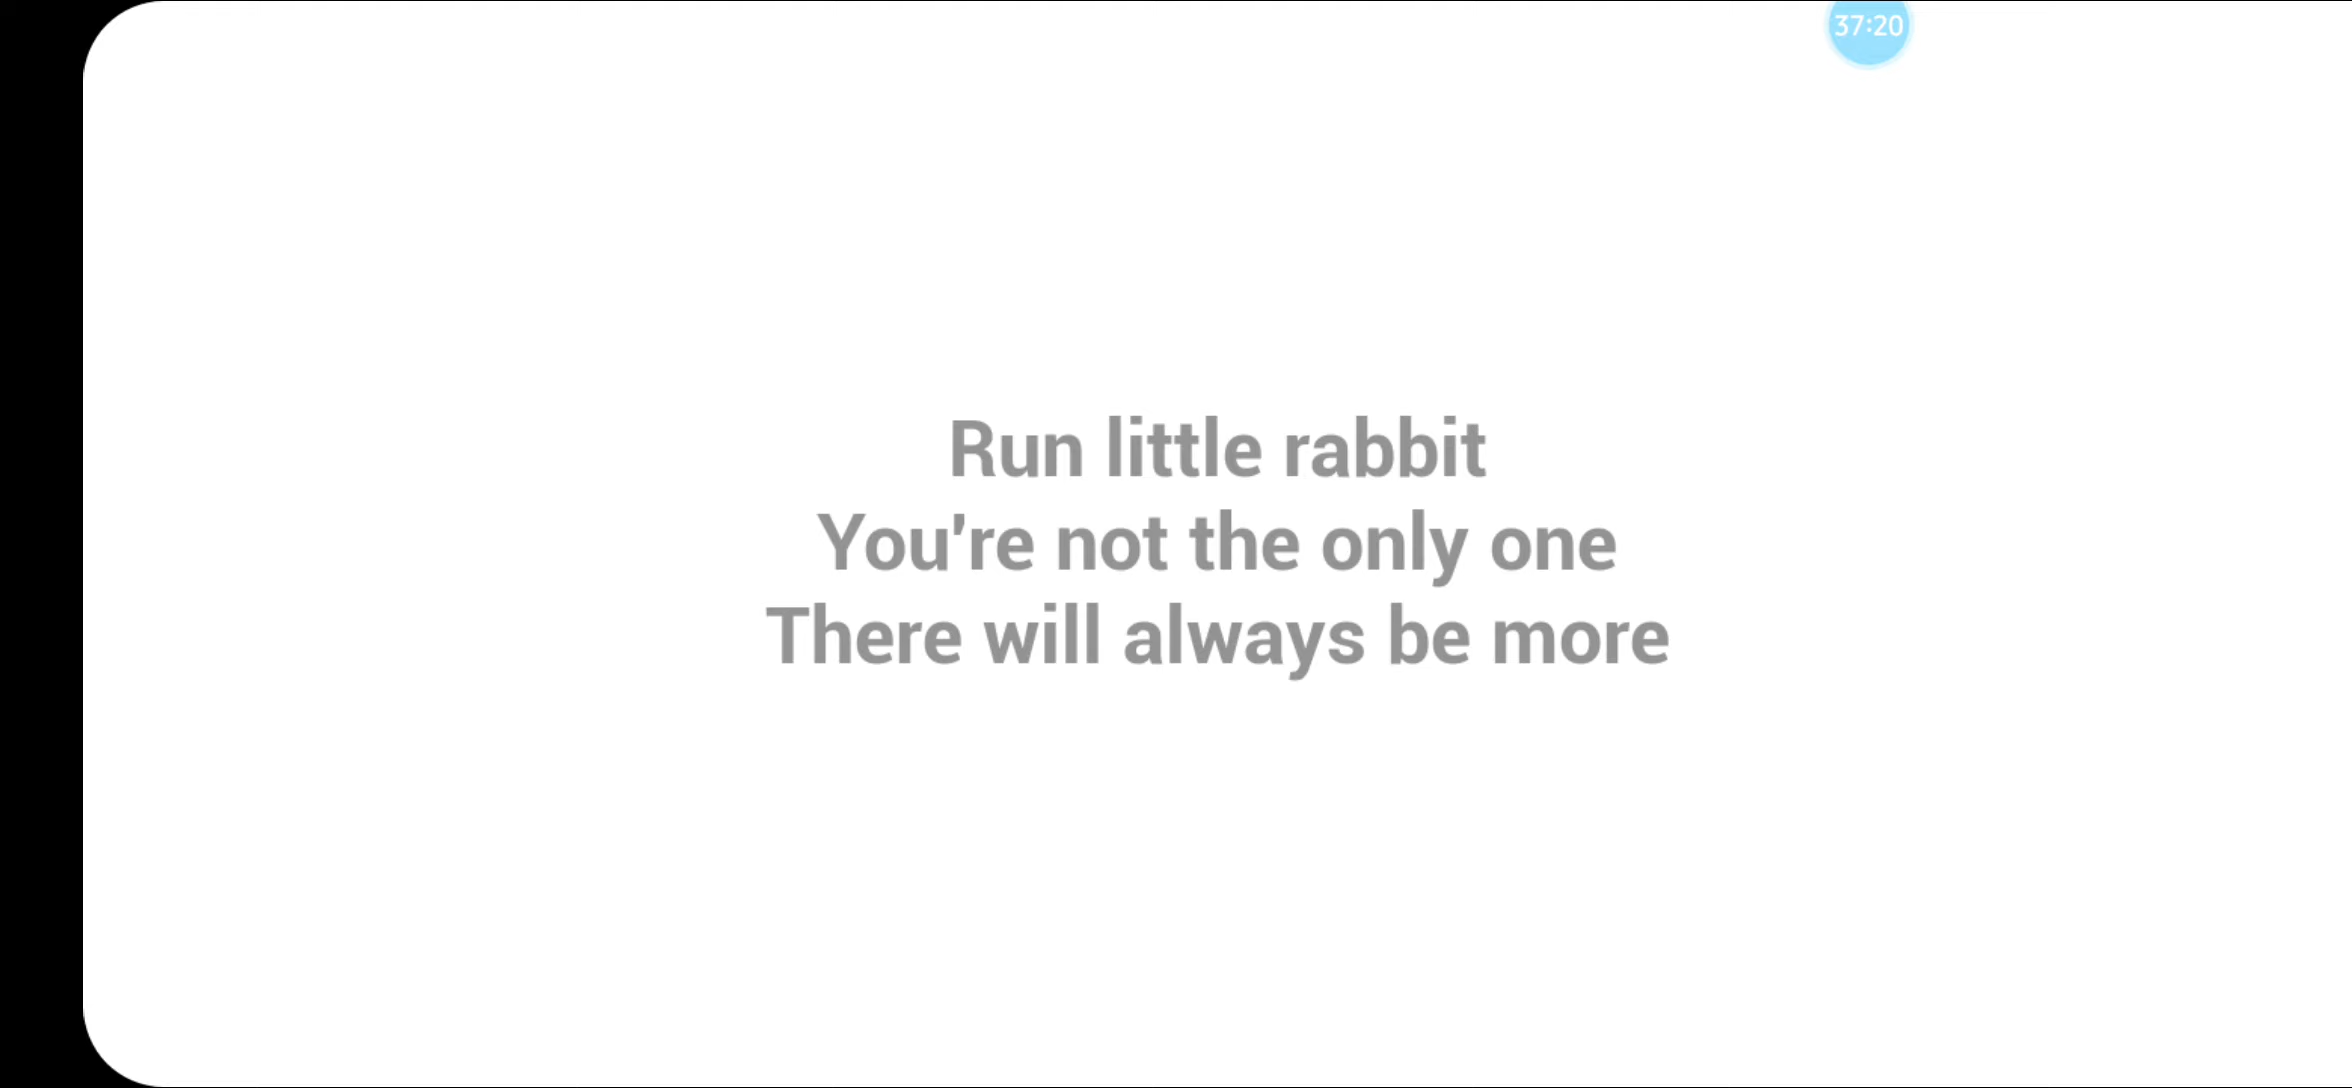 37:20
Run little rabbit
You're not the only one
There will always be more